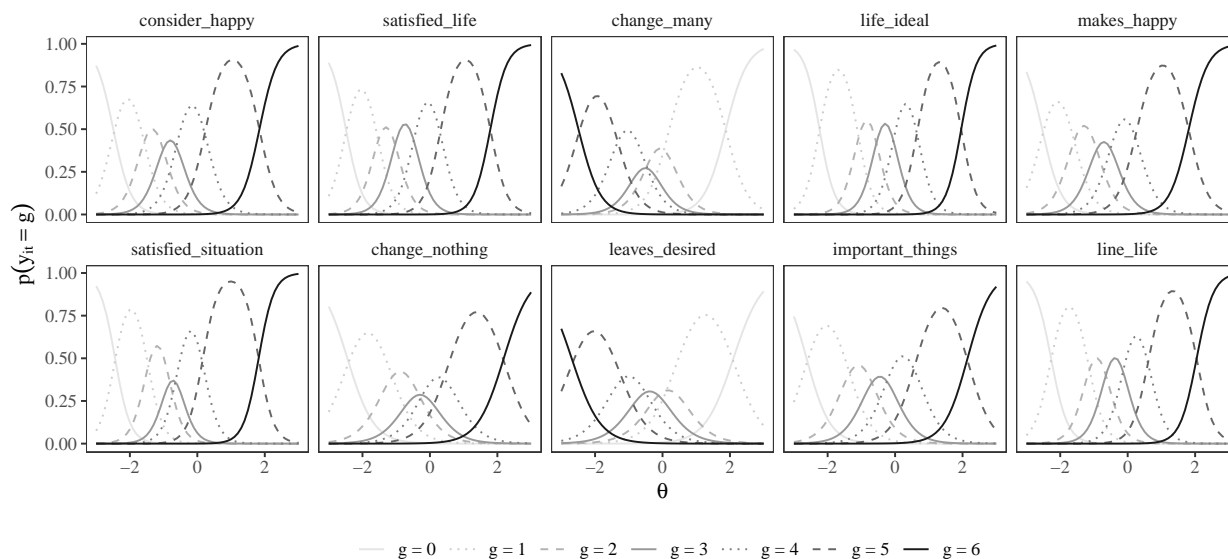 consider_happy satisfied_life change_many life_ideal makes_happy
1.00
0.75
0.50
0.25
0.00
satisfied_situation change_nothing leaves_desired important_things line_life
1.00
0.75
0.50
0.25
0.00
p(yit = g)
−2 0 2 −2 0 2 −2 0 2 −2 0 2 −2 0 2
θ
g = 0 g = 1 g = 2 g = 3 g = 4 g = 5 g = 6